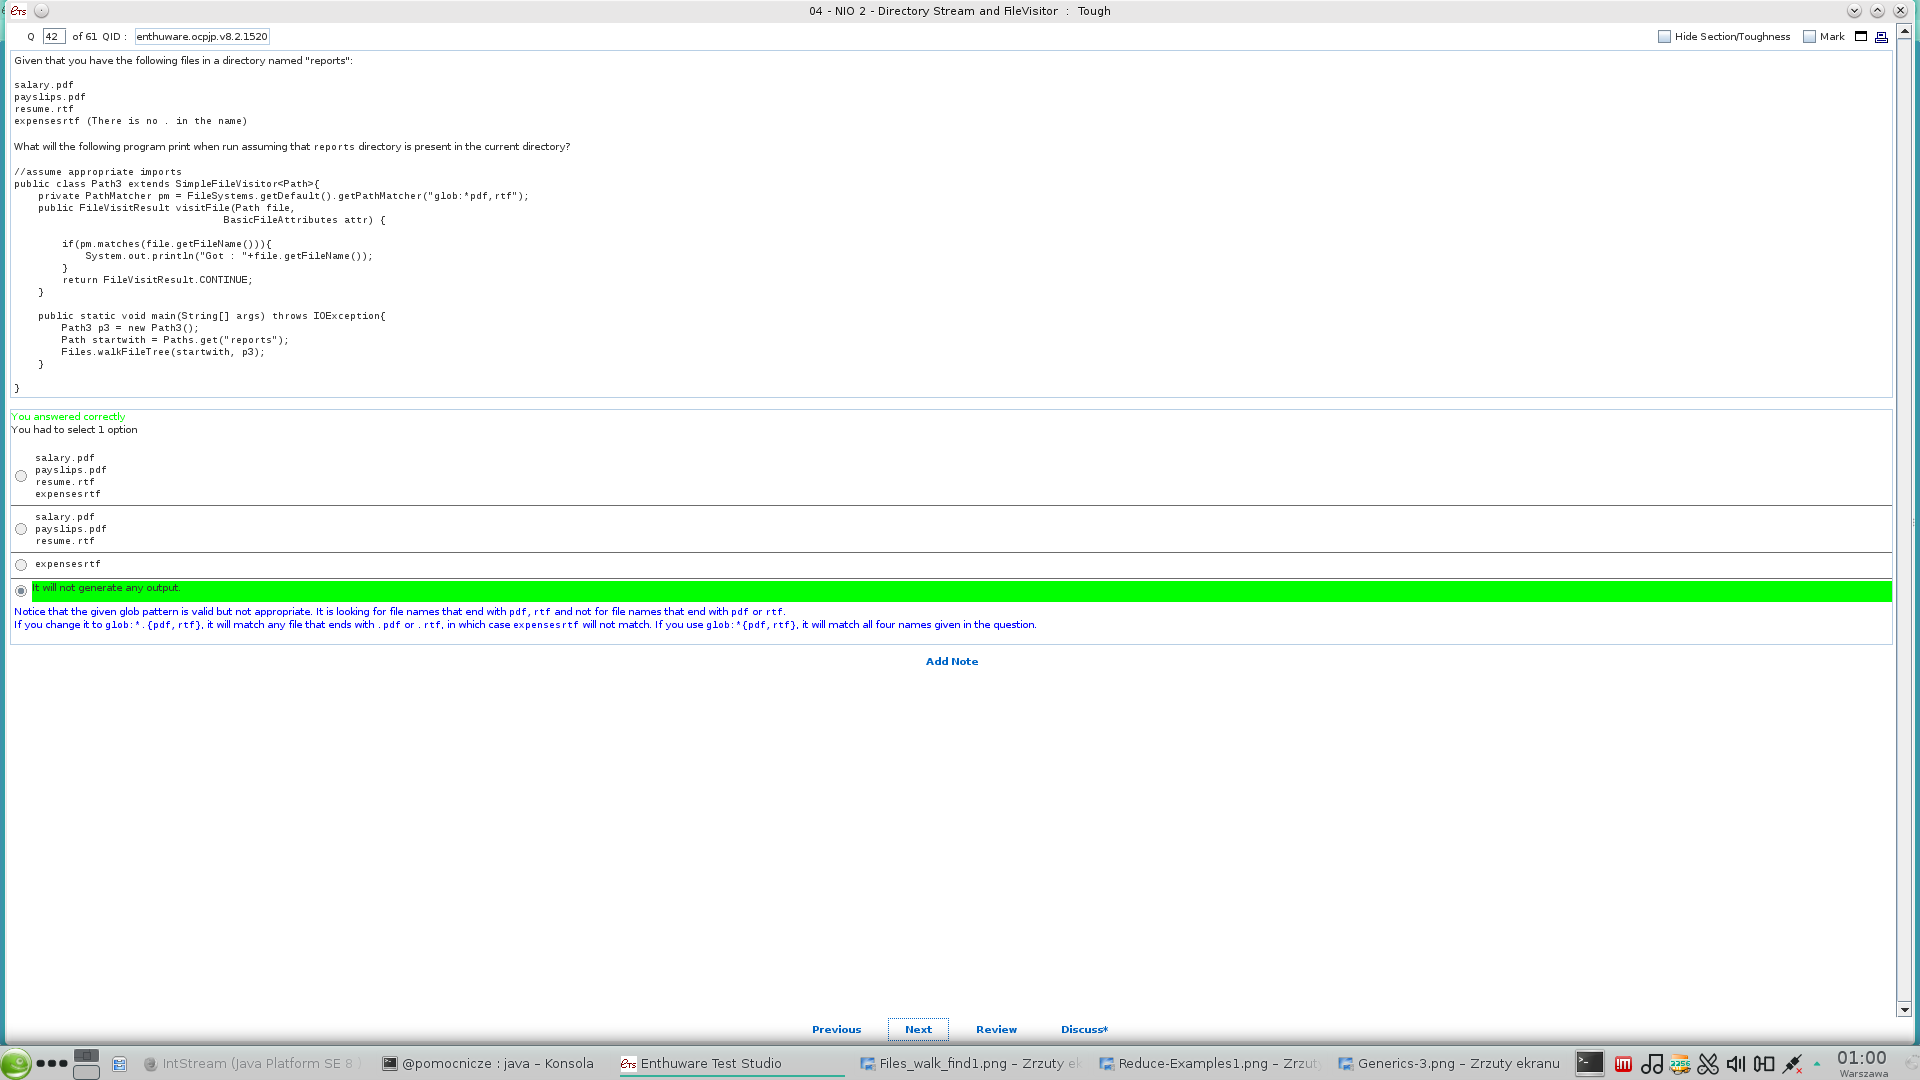 04 - NIO 2 - Directory Stream and FileVisitor : Tough
Q 42 of 61 QID : enthuware.ocpjp.v8.2.1520
Hide Section/Toughness Mark
Given that you have the following files in a directory named "reports":
salary.pdf
payslips.pdf
resume.rtf
expensesrtf (There is no . in the name)
What will the following program print when run assuming that reports directory is present in the current directory?
//assume appropriate imports
public class Path3 extends SimpleFileVisitor<Path>{
    private PathMatcher pm = FileSystems.getDefault().getPathMatcher("glob:*pdf,rtf");
    public FileVisitResult visitFile(Path file,
                                   BasicFileAttributes attr) {
        if(pm.matches(file.getFileName())){
            System.out.println("Got : "+file.getFileName());
        }
        return FileVisitResult.CONTINUE;
    }
    public static void main(String[] args) throws IOException{
        Path3 p3 = new Path3();
        Path startwith = Paths.get("reports");
        Files.walkFileTree(startwith, p3);
    }
}
You answered correctly
You had to select 1 option
salary.pdf
payslips.pdf
resume.rtf
expensesrtf
salary.pdf
payslips.pdf
resume.rtf
expensesrtf
It will not generate any output.
Notice that the given glob pattern is valid but not appropriate. It is looking for file names that end with pdf,rtf and not for file names that end with pdf or rtf.
If you change it to glob:*.{pdf,rtf}, it will match any file that ends with .pdf or .rtf, in which case expensesrtf will not match. If you use glob:*{pdf,rtf}, it will match all four names given in the question.
Add Note
Previous Next Review Discuss*
IntStream (Java Platform SE 8 @pomocnicze : java – Konsola ETS Enthuware Test Studio Files_walk_find1.png – Zrzuty ek Reduce-Examples1.png – Zrzut Generics-3.png – Zrzuty ekranu 01:00
Warszawa